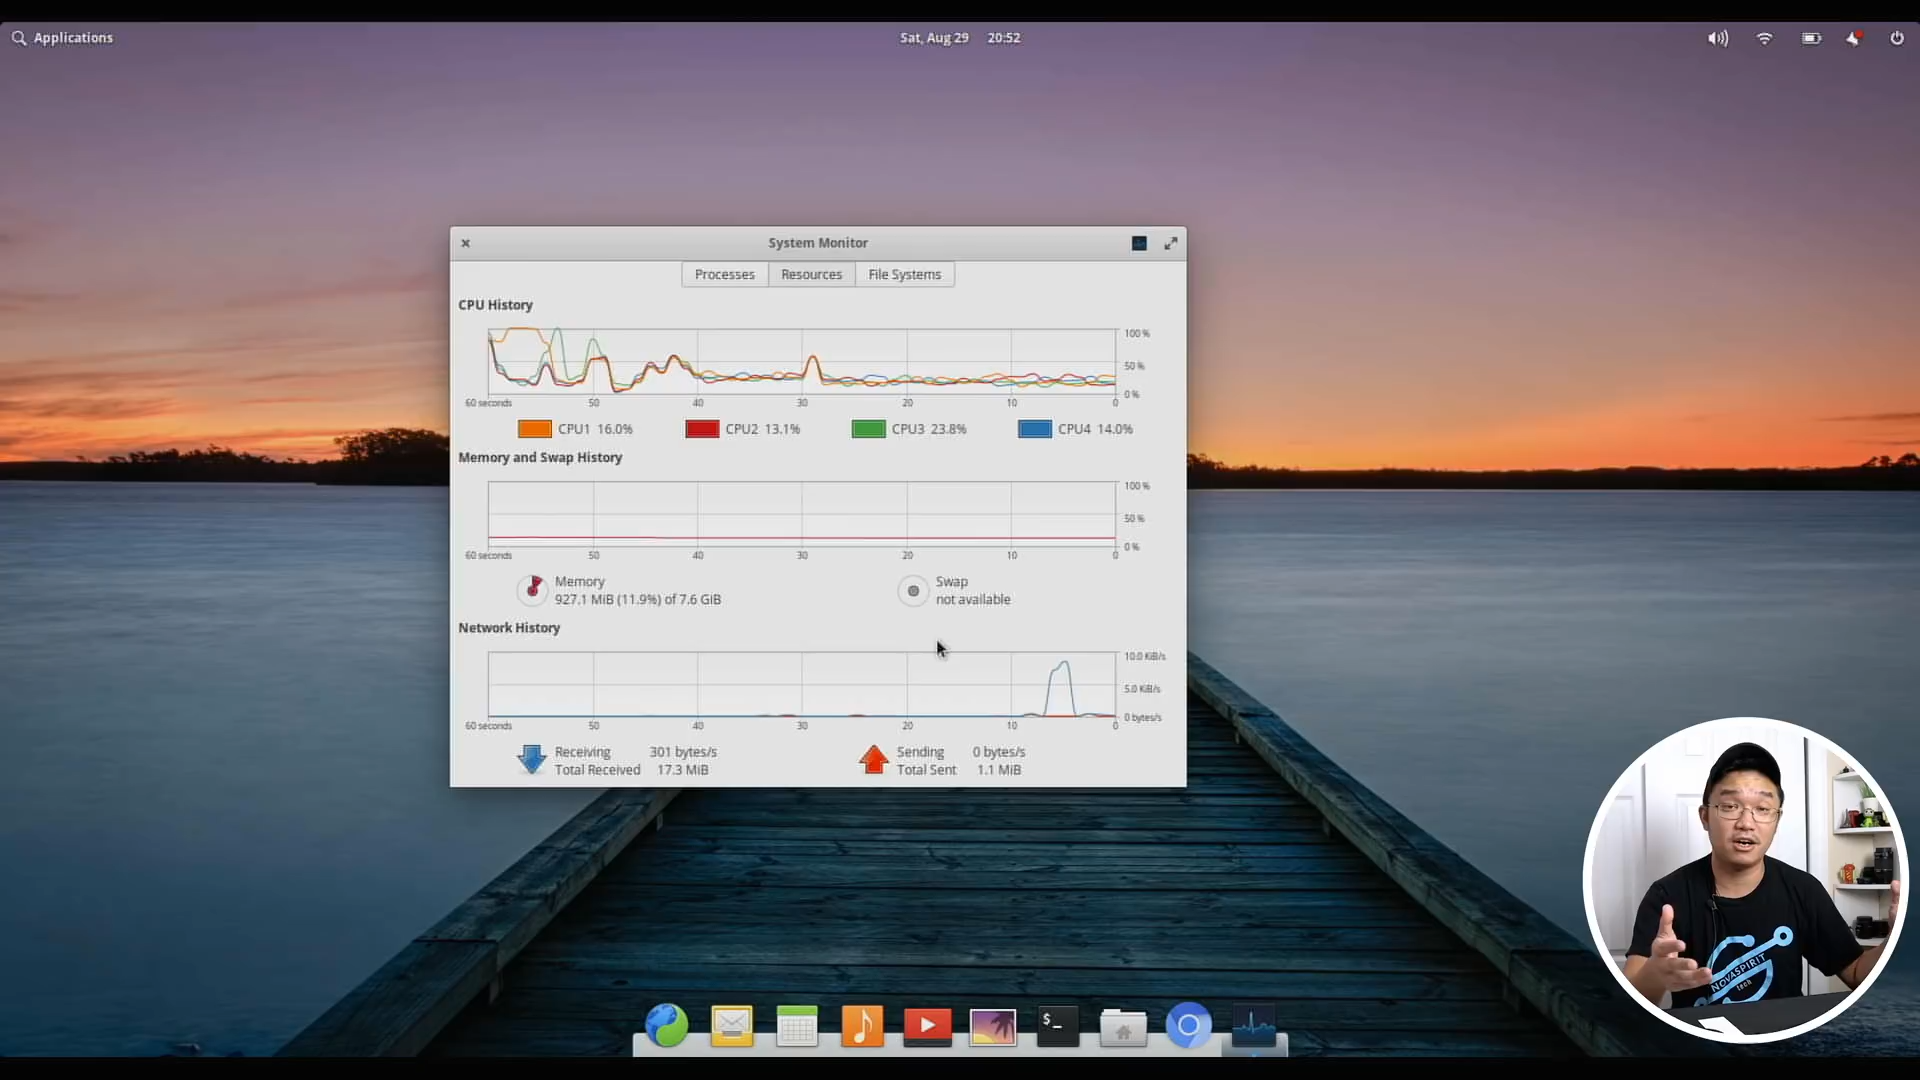 Applications
Sat, Aug 29 20:52
System Monitor
Processes Resources File Systems
CPU History
100 %
50 %
0 %
60 seconds 50 40 30 20 10 0
CPU1 16.0% CPU2 13.1% CPU3 23.8% CPU4 14.0%
Memory and Swap History
100 %
50 %
0 %
60 seconds 50 40 30 20 10 0
Memory
927.1 MiB (11.9%) of 7.6 GiB
Swap
not available
Network History
10.0 KiB/s
5.0 KiB/s
0 bytes/s
60 seconds 50 40 30 20 10 0
Receiving 301 bytes/s
Total Received 17.3 MiB
Sending 0 bytes/s
Total Sent 1.1 MiB
$_
NOVASPIRIT
tech